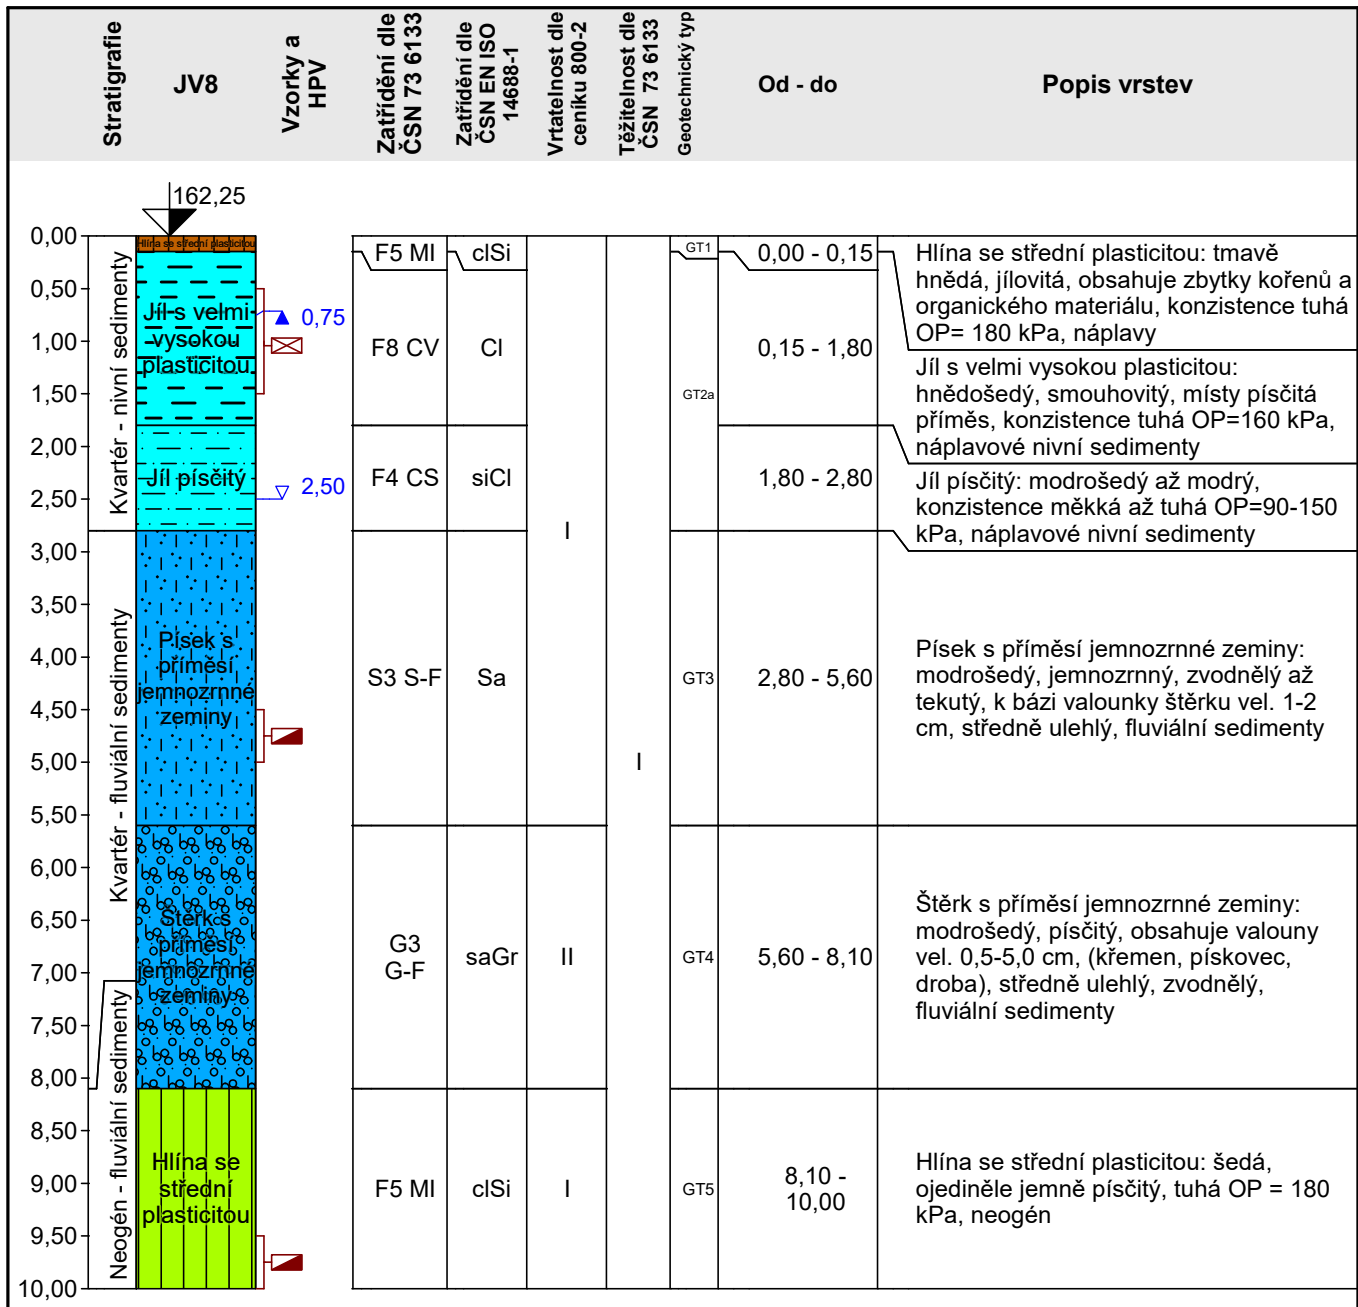 Stratigrafie
JV8
Vzorky a
HPV
Zatřídění dle
ČSN 73 6133
Zatřídění dle
ČSN EN ISO
14688-1
Vrtatelnost dle
ceníku 800-2
Těžitelnost dle
ČSN 73 6133
Geotechnický typ
Od - do
Popis vrstev
162,25
0,00
0,50
1,00
1,50
2,00
2,50
3,00
3,50
4,00
4,50
5,00
5,50
6,00
6,50
7,00
7,50
8,00
8,50
9,00
9,50
10,00
Kvartér - nivní sedimenty
Kvartér - fluviální sedimenty
Neogén - fluviální sedimenty
Hlína se střední plasticitou
Jíl s velmi
vysokou
plasticitou
Jíl písčitý
Písek s
příměsí
jemnozrnné
zeminy
Štěrk s
příměsí
jemnozrnné
zeminy
Hlína se
střední
plasticitou
0,75
2,50
F5 MI
clSi
GT1
0,00 - 0,15
Hlína se střední plasticitou: tmavě
hnědá, jílovitá, obsahuje zbytky kořenů a
organického materiálu, konzistence tuhá
OP= 180 kPa, náplavy
F8 CV
Cl
GT2a
0,15 - 1,80
Jíl s velmi vysokou plasticitou:
hnědošedý, smouhovitý, místy písčitá
příměs, konzistence tuhá OP=160 kPa,
náplavové nivní sedimenty
F4 CS
siCl
I
1,80 - 2,80
Jíl písčitý: modrošedý až modrý,
konzistence měkká až tuhá OP=90-150
kPa, náplavové nivní sedimenty
S3 S-F
Sa
I
GT3
2,80 - 5,60
Písek s příměsí jemnozrnné zeminy:
modrošedý, jemnozrnný, zvodnělý až
tekutý, k bázi valounky štěrku vel. 1-2
cm, středně ulehlý, fluviální sedimenty
G3
G-F
saGr
II
GT4
5,60 - 8,10
Štěrk s příměsí jemnozrnné zeminy:
modrošedý, písčitý, obsahuje valouny
vel. 0,5-5,0 cm, (křemen, pískovec,
droba), středně ulehlý, zvodnělý,
fluviální sedimenty
F5 MI
clSi
I
GT5
8,10 -
10,00
Hlína se střední plasticitou: šedá,
ojediněle jemně písčitý, tuhá OP = 180
kPa, neogén